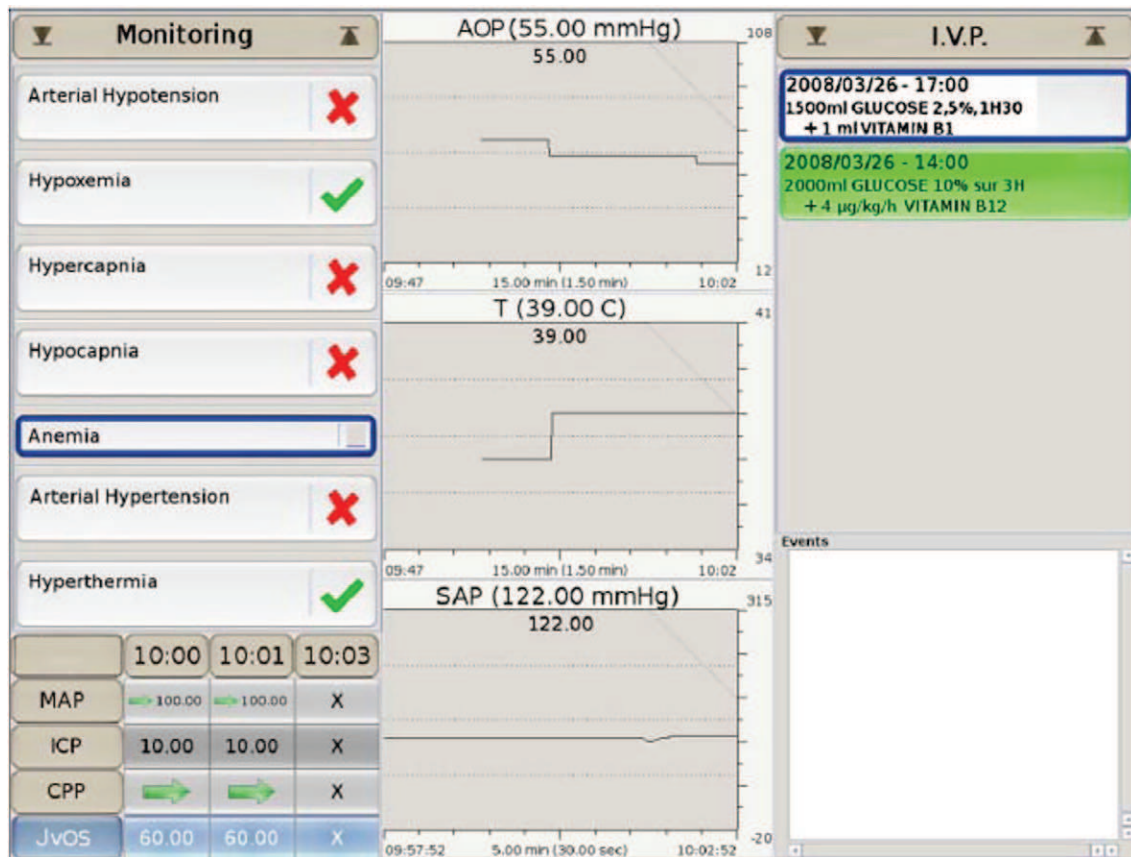 Monitoring
Arterial Hypotension
Hypoxemia
Hypercapnia
Hypocapnia
Anemia
Arterial Hypertension
Hyperthermia
10:00 10:01 10:03
MAP 100.00 100.00 X
ICP 10.00 10.00 X
CPP X
JvOS 60.00 60.00 X
AOP (55.00 mmHg)
108
55.00
12
09:47 15.00 min (1.50 min) 10:02
T (39.00 C)
41
39.00
34
09:47 15.00 min (1.50 min) 10:02
SAP (122.00 mmHg)
315
122.00
-20
09:57:52 5.00 min (30.00 sec) 10:02:52
I.V.P.
2008/03/26 - 17:00
1500ml GLUCOSE 2,5%,1H30
+ 1 ml VITAMIN B1
2008/03/26 - 14:00
2000ml GLUCOSE 10% sur 3H
+ 4 µg/kg/h VITAMIN B12
Events